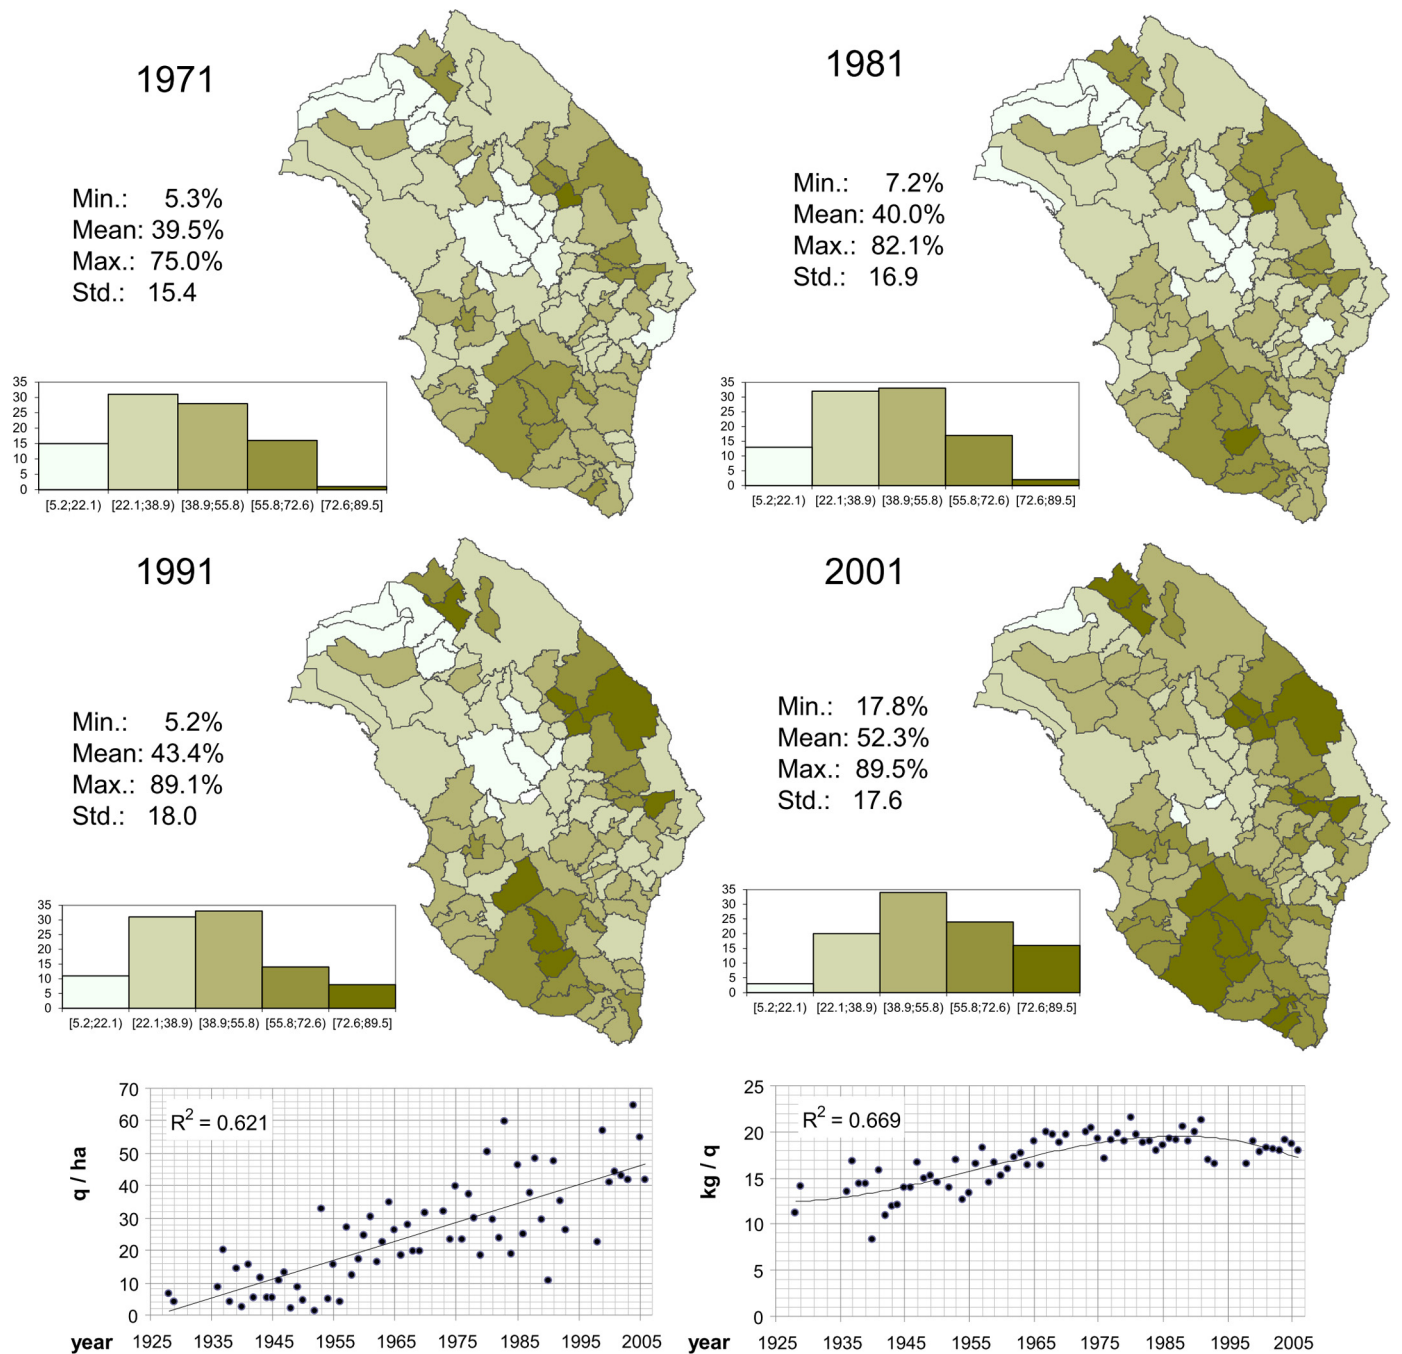 1971
Min.: 5.3%
Mean: 39.5%
Max.: 75.0%
Std.: 15.4
35
30
25
20
15
10
5
0
[5.2;22.1) [22.1;38.9) [38.9;55.8) [55.8;72.6) [72.6;89.5]
1981
Min.: 7.2%
Mean: 40.0%
Max.: 82.1%
Std.: 16.9
35
30
25
20
15
10
5
0
[5.2;22.1) [22.1;38.9) [38.9;55.8) [55.8;72.6) [72.6;89.5]
1991
Min.: 5.2%
Mean: 43.4%
Max.: 89.1%
Std.: 18.0
35
30
25
20
15
10
5
0
[5.2;22.1) [22.1;38.9) [38.9;55.8) [55.8;72.6) [72.6;89.5]
2001
Min.: 17.8%
Mean: 52.3%
Max.: 89.5%
Std.: 17.6
35
30
25
20
15
10
5
0
[5.2;22.1) [22.1;38.9) [38.9;55.8) [55.8;72.6) [72.6;89.5]
q / ha
70
60
50
40
30
20
10
0
R² = 0.621
year 1925 1935 1945 1955 1965 1975 1985 1995 2005
kg / q
25
20
15
10
5
0
R² = 0.669
year 1925 1935 1945 1955 1965 1975 1985 1995 2005